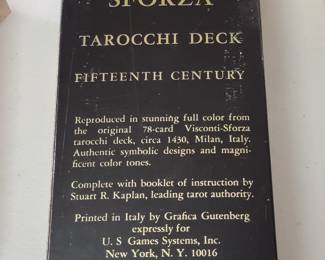 SFORZA
TAROCCHI DECK
FIFTEENTH CENTURY
Reproduced in stunning full color from
the original 78-card Visconti-Sforza
tarocchi deck, circa 1430, Milan, Italy.
Authentic symbolic designs and magni-
ficent color tones.
Complete with booklet of instruction by
Stuart R. Kaplan, leading tarot authority.
Printed in Italy by Grafica Gutenberg
expressly for
U. S Games Systems, Inc.
New York, N. Y. 10016